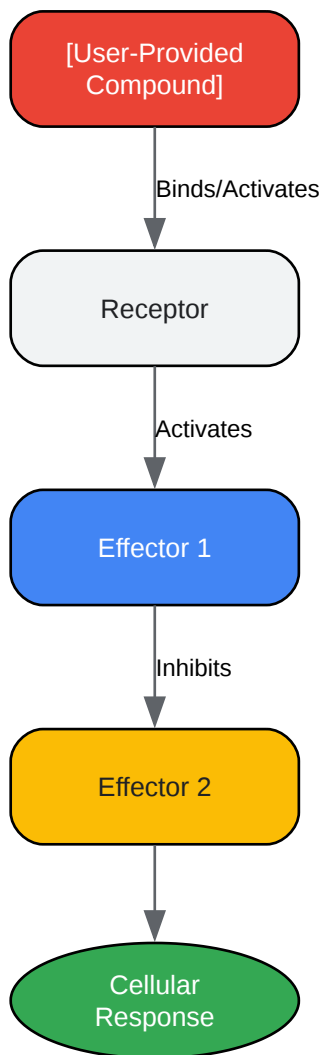 [User-Provided
Compound]
Binds/Activates
Receptor
Activates
Effector 1
Inhibits
Effector 2
Cellular
Response